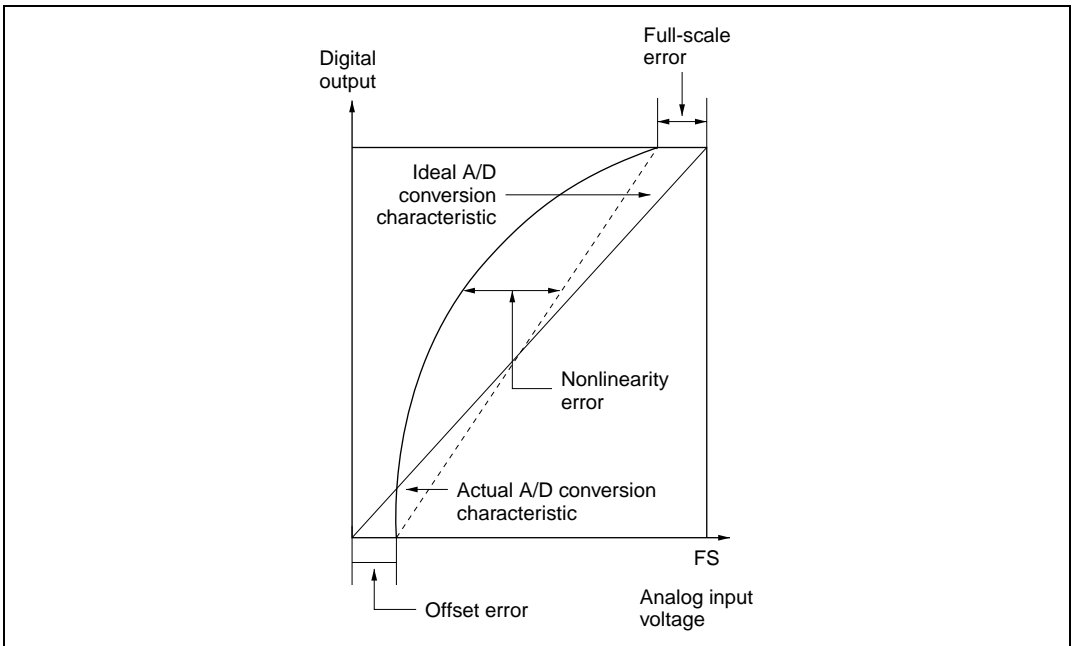 Full-scale
error
Digital
output
Ideal A/D
conversion
characteristic
Nonlinearity
error
Actual A/D conversion
characteristic
FS
Offset error
Analog input
voltage